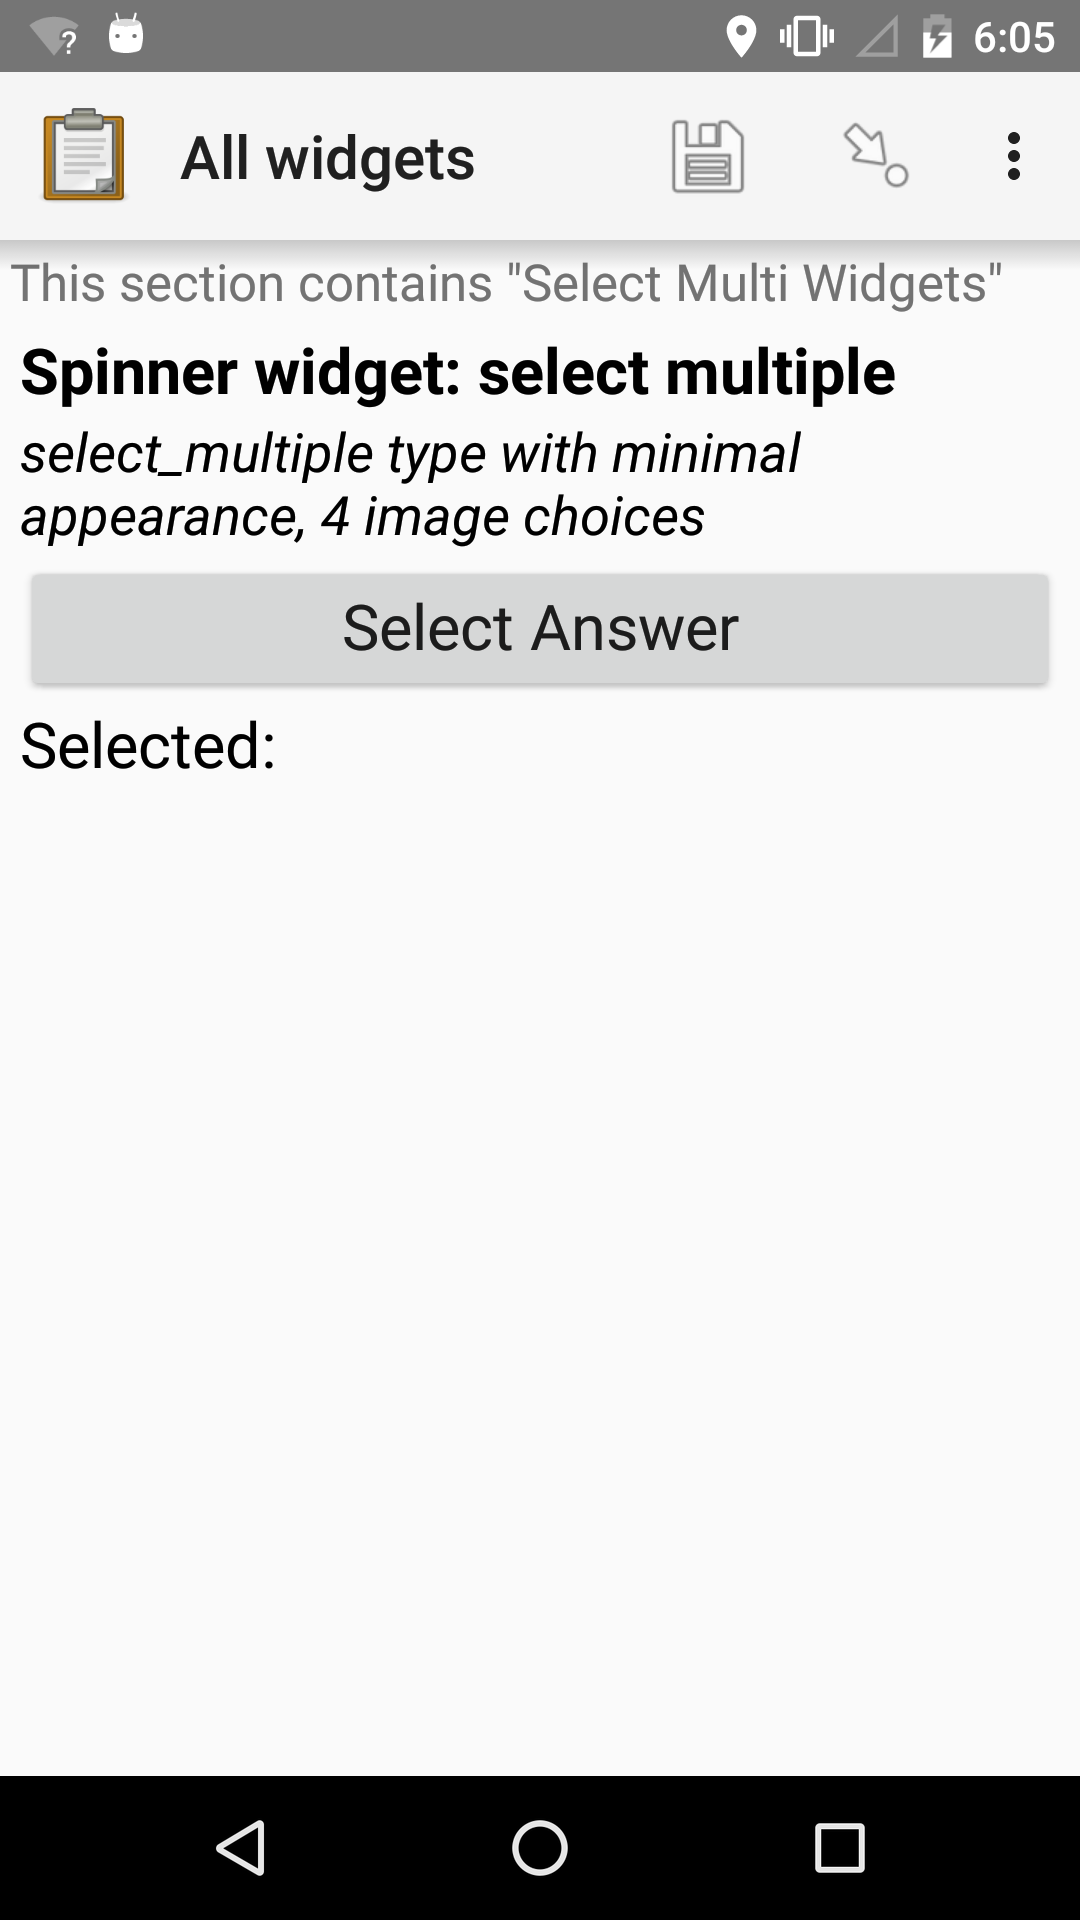 6:05
All widgets
This section contains "Select Multi Widgets"
Spinner widget: select multiple
select_multiple type with minimal
appearance, 4 image choices
Select Answer
Selected: